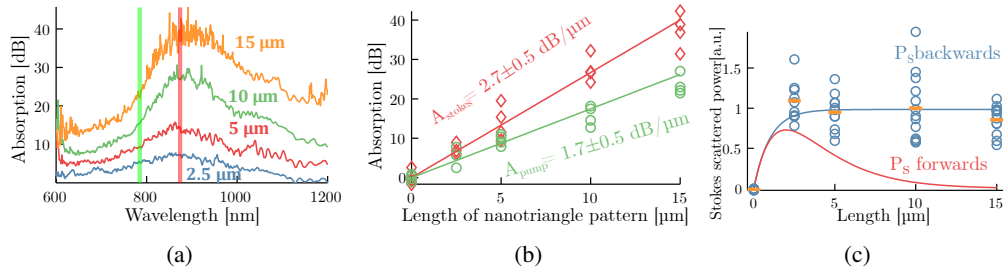 Absorption [dB]
40
30
20
10
600
800
1000
1200
Wavelength [nm]
15 µm
10 µm
5 µm
2.5 µm
(a)
Absorption [dB]
40
30
20
10
0
0
5
10
15
Length of nanotriangle pattern [µm]
A_stokes = 2.7±0.5 dB/µm
A_pump = 1.7±0.5 dB/µm
(b)
Stokes scattered power[a.u.]
1.5
1
0.5
0
0
5
10
15
Length [µm]
P_S backwards
P_S forwards
(c)